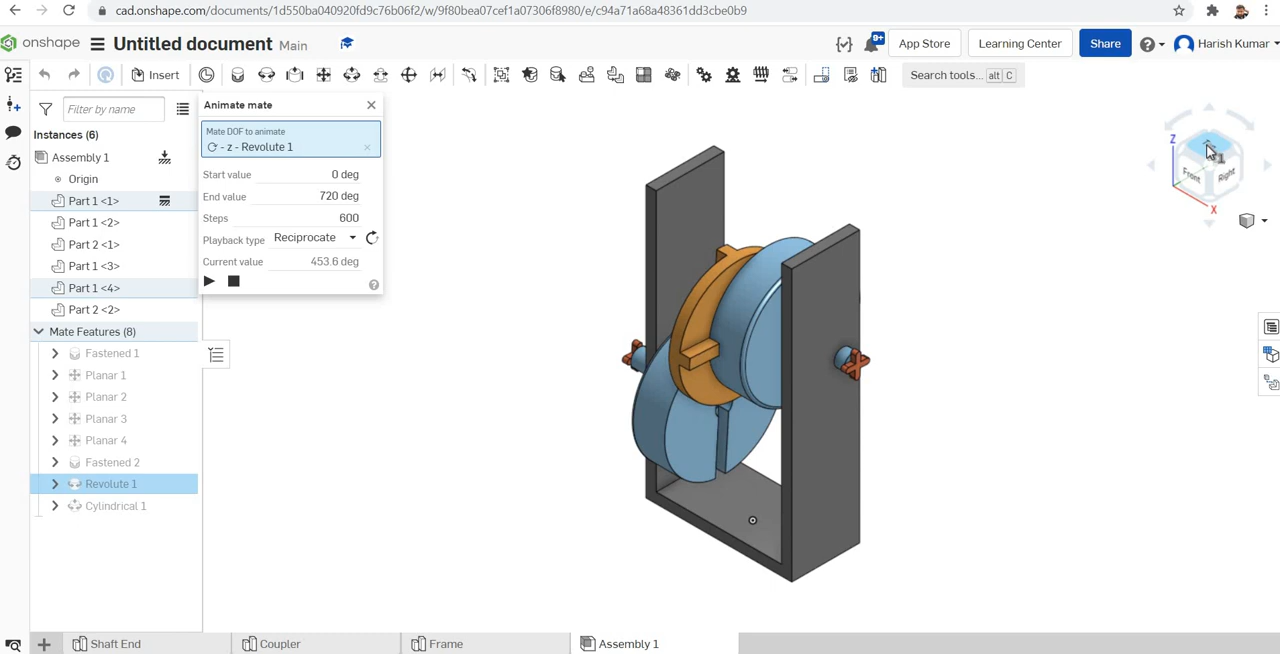 cad.onshape.com/documents/1d550ba040920fd9c76b06f2/w/9f80bea07cef1a07306f8980/e/c94a71a68a48361dd3cbe0b9
onshape Untitled document Main 9+ App Store Learning Center Share Harish Kumar
Insert Search tools... alt C
Filter by name
Instances (6)
Assembly 1
Origin
Part 1 <1>
Part 1 <2>
Part 2 <1>
Part 1 <3>
Part 1 <4>
Part 2 <2>
Mate Features (8)
Fastened 1
Planar 1
Planar 2
Planar 3
Planar 4
Fastened 2
Revolute 1
Cylindrical 1
Animate mate
Mate DOF to animate
- z - Revolute 1
Start value 0 deg
End value 720 deg
Steps 600
Playback type Reciprocate
Current value 453.6 deg
Z
Front Right
X
Shaft End Coupler Frame Assembly 1